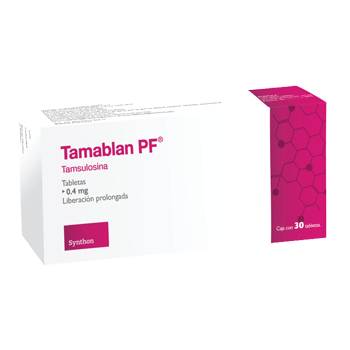 Tamablan PF®
Tamsulosina
Tabletas
▸ 0.4 mg
Liberación prolongada
Synthon
Caja con 30 tabletas.